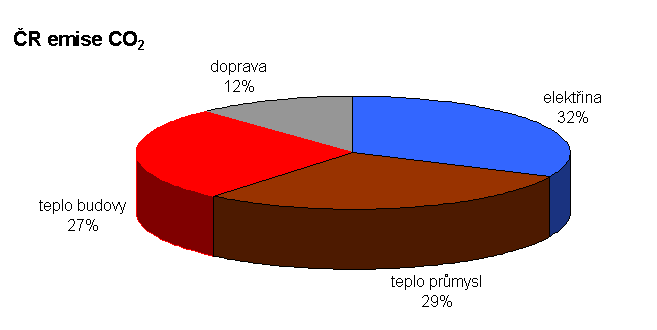 ČR emise CO₂
doprava
12%
elektřina
32%
teplo budovy
27%
teplo průmysl
29%